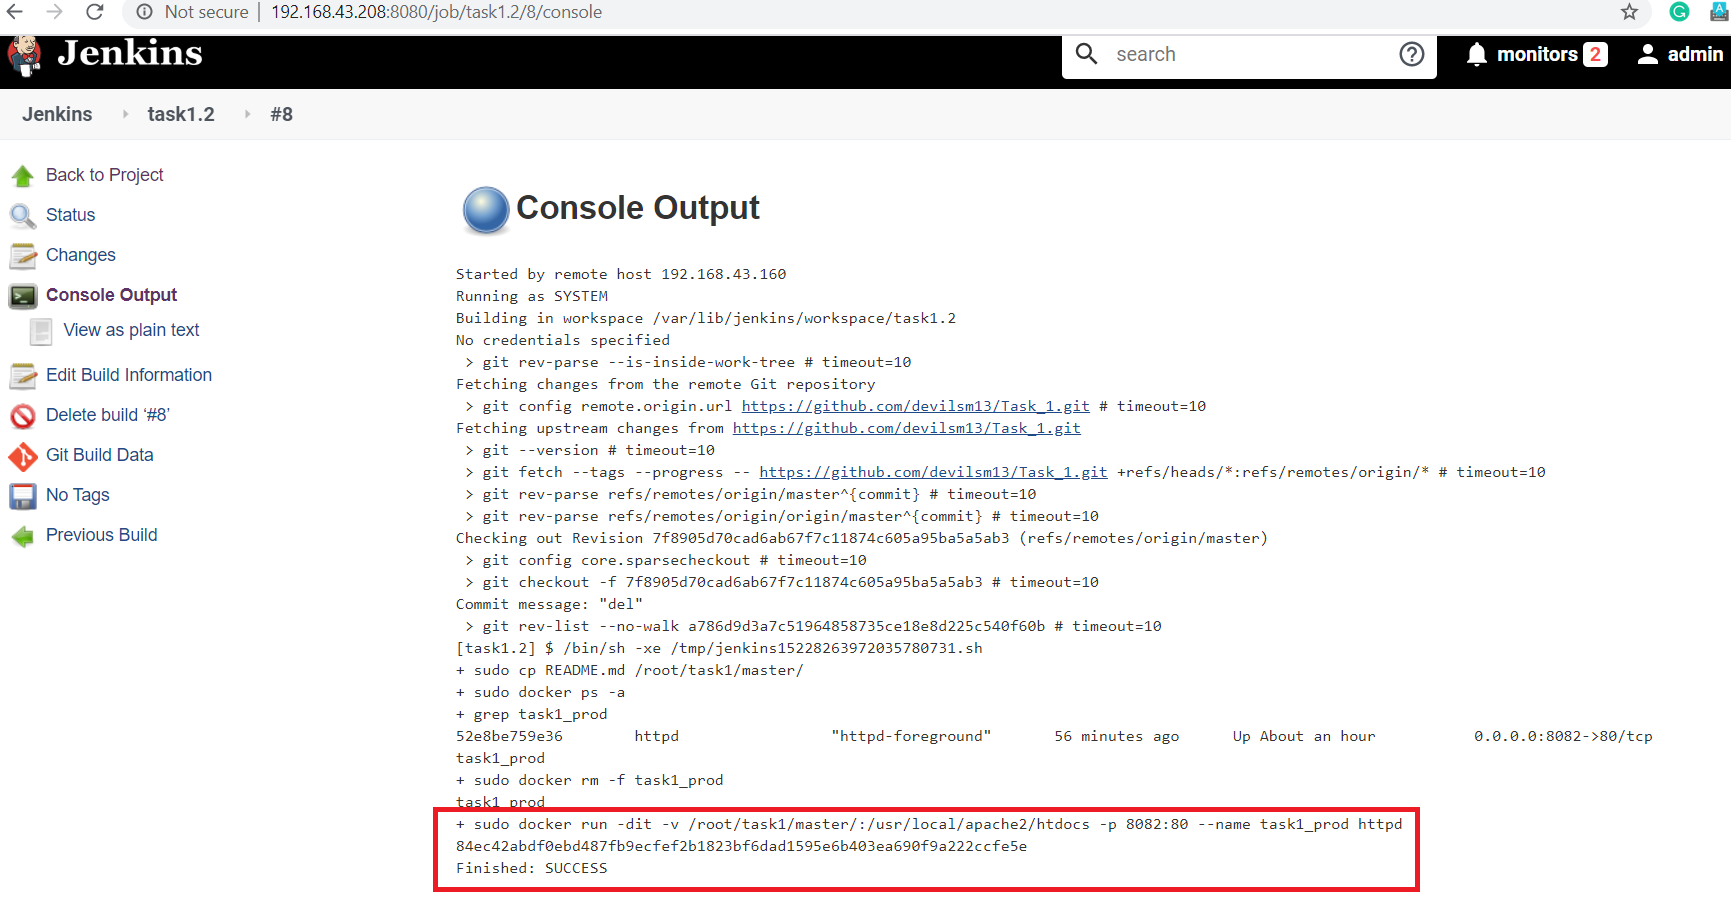 Not secure | 192.168.43.208:8080/job/task1.2/8/console
Jenkins
search
monitors 2
admin
Jenkins
task1.2
#8
Back to Project
Status
Changes
Console Output
View as plain text
Edit Build Information
Delete build ‘#8’
Git Build Data
No Tags
Previous Build
Console Output
Started by remote host 192.168.43.160
Running as SYSTEM
Building in workspace /var/lib/jenkins/workspace/task1.2
No credentials specified
> git rev-parse --is-inside-work-tree # timeout=10
Fetching changes from the remote Git repository
> git config remote.origin.url https://github.com/devilsm13/Task_1.git # timeout=10
Fetching upstream changes from https://github.com/devilsm13/Task_1.git
> git --version # timeout=10
> git fetch --tags --progress -- https://github.com/devilsm13/Task_1.git +refs/heads/*:refs/remotes/origin/* # timeout=10
> git rev-parse refs/remotes/origin/master^{commit} # timeout=10
> git rev-parse refs/remotes/origin/origin/master^{commit} # timeout=10
Checking out Revision 7f8905d70cad6ab67f7c11874c605a95ba5a5ab3 (refs/remotes/origin/master)
> git config core.sparsecheckout # timeout=10
> git checkout -f 7f8905d70cad6ab67f7c11874c605a95ba5a5ab3 # timeout=10
Commit message: "del"
> git rev-list --no-walk a786d9d3a7c51964858735ce18e8d225c540f60b # timeout=10
[task1.2] $ /bin/sh -xe /tmp/jenkins15228263972035780731.sh
+ sudo cp README.md /root/task1/master/
+ sudo docker ps -a
+ grep task1_prod
52e8be759e36 httpd "httpd-foreground" 56 minutes ago Up About an hour 0.0.0.0:8082->80/tcp
task1_prod
+ sudo docker rm -f task1_prod
task1_prod
+ sudo docker run -dit -v /root/task1/master/:/usr/local/apache2/htdocs -p 8082:80 --name task1_prod httpd
84ec42abdf0ebd487fb9ecfef2b1823bf6dad1595e6b403ea690f9a222ccfe5e
Finished: SUCCESS